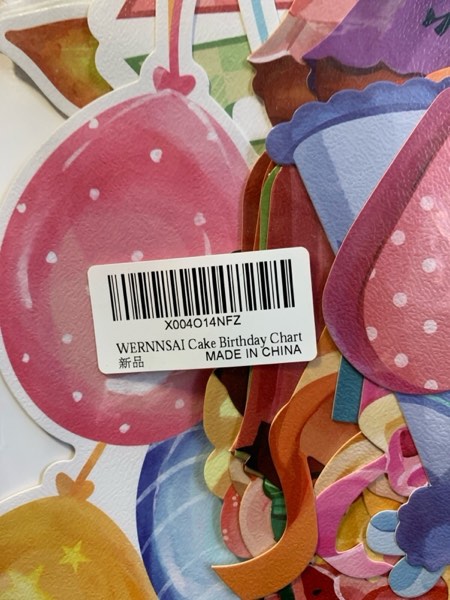 X004O14NFZ
WERNNSAI Cake Birthday Chart
新品 MADE IN CHINA